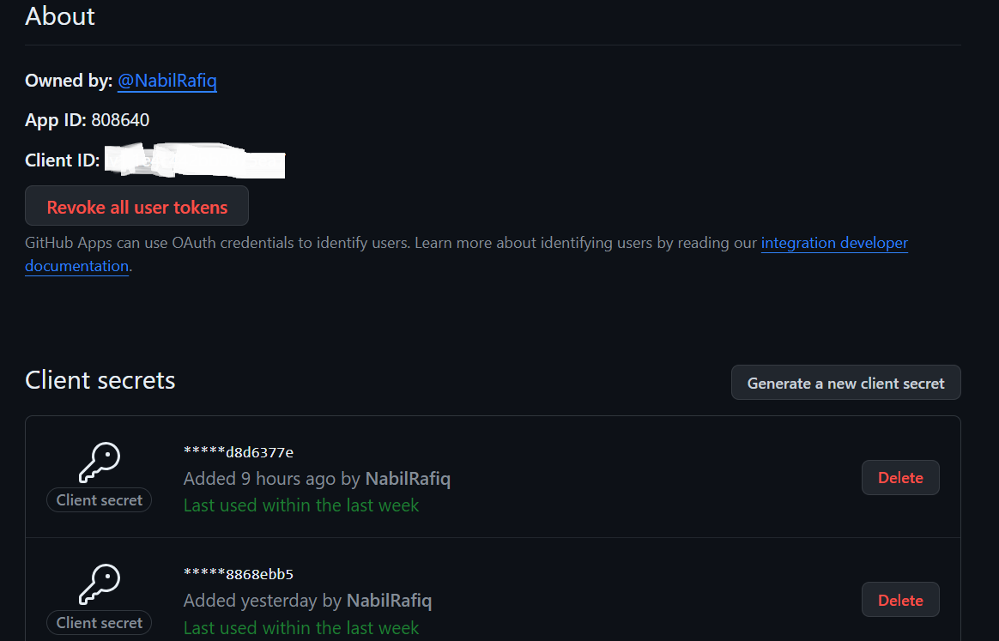 About
Owned by: @NabilRafiq
App ID: 808640
Client ID:
Revoke all user tokens
GitHub Apps can use OAuth credentials to identify users. Learn more about identifying users by reading our integration developer
documentation.
Client secrets
Generate a new client secret
*****d8d6377e
Added 9 hours ago by NabilRafiq
Client secret
Last used within the last week
Delete
*****8868ebb5
Added yesterday by NabilRafiq
Client secret
Last used within the last week
Delete